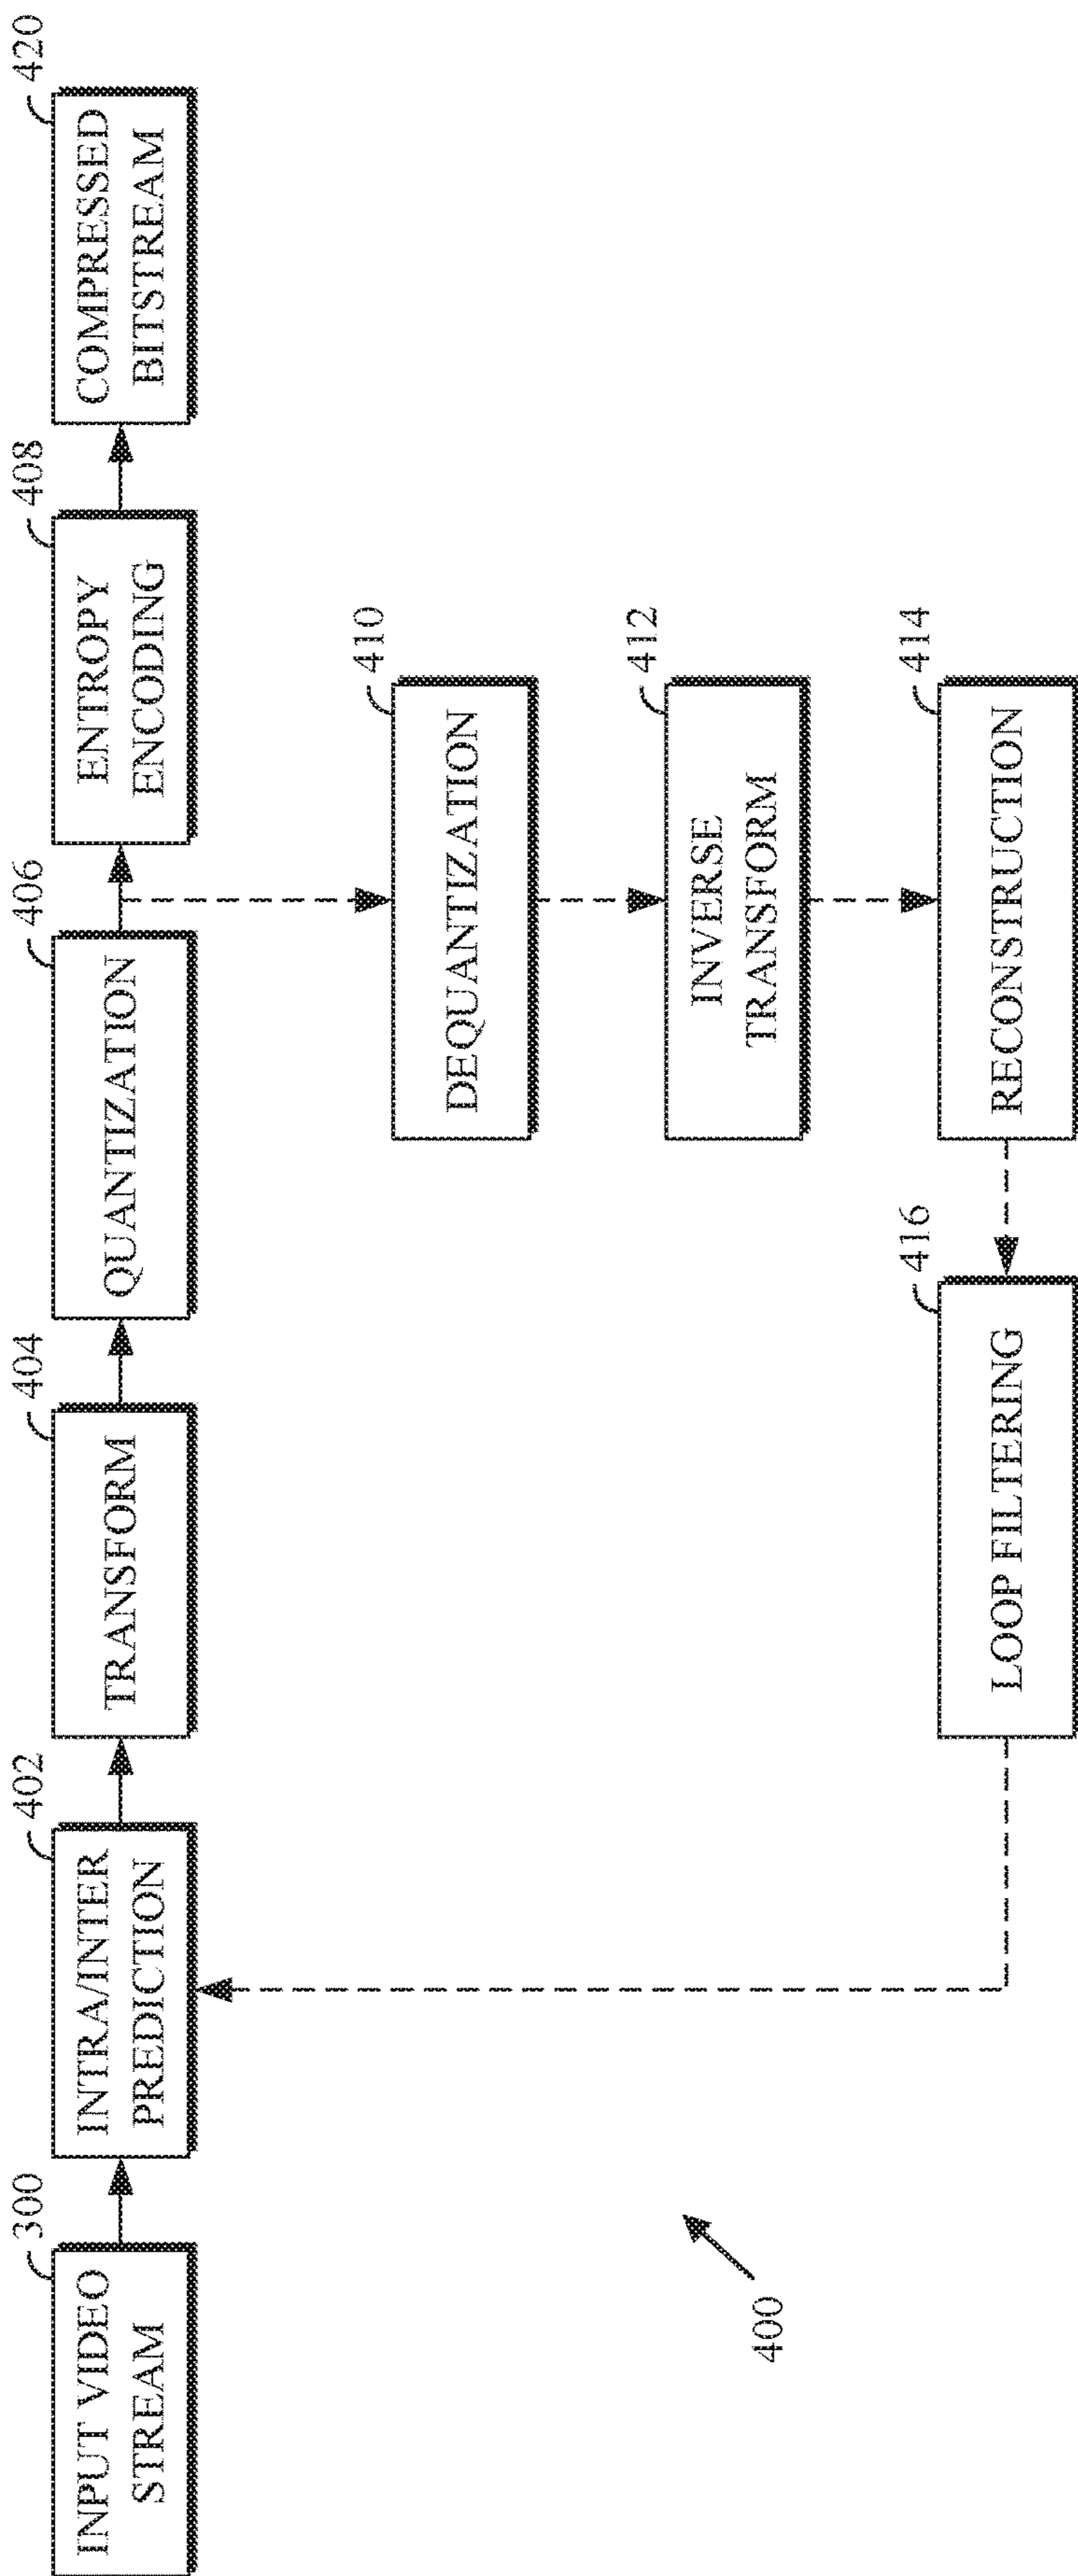 300
INPUT VIDEO
STREAM
402
INTRA/INTER
PREDICTION
404
TRANSFORM
406
QUANTIZATION
408
ENTROPY
ENCODING
420
COMPRESSED
BITSTREAM
410
DEQUANTIZATION
412
INVERSE
TRANSFORM
414
RECONSTRUCTION
416
LOOP FILTERING
400